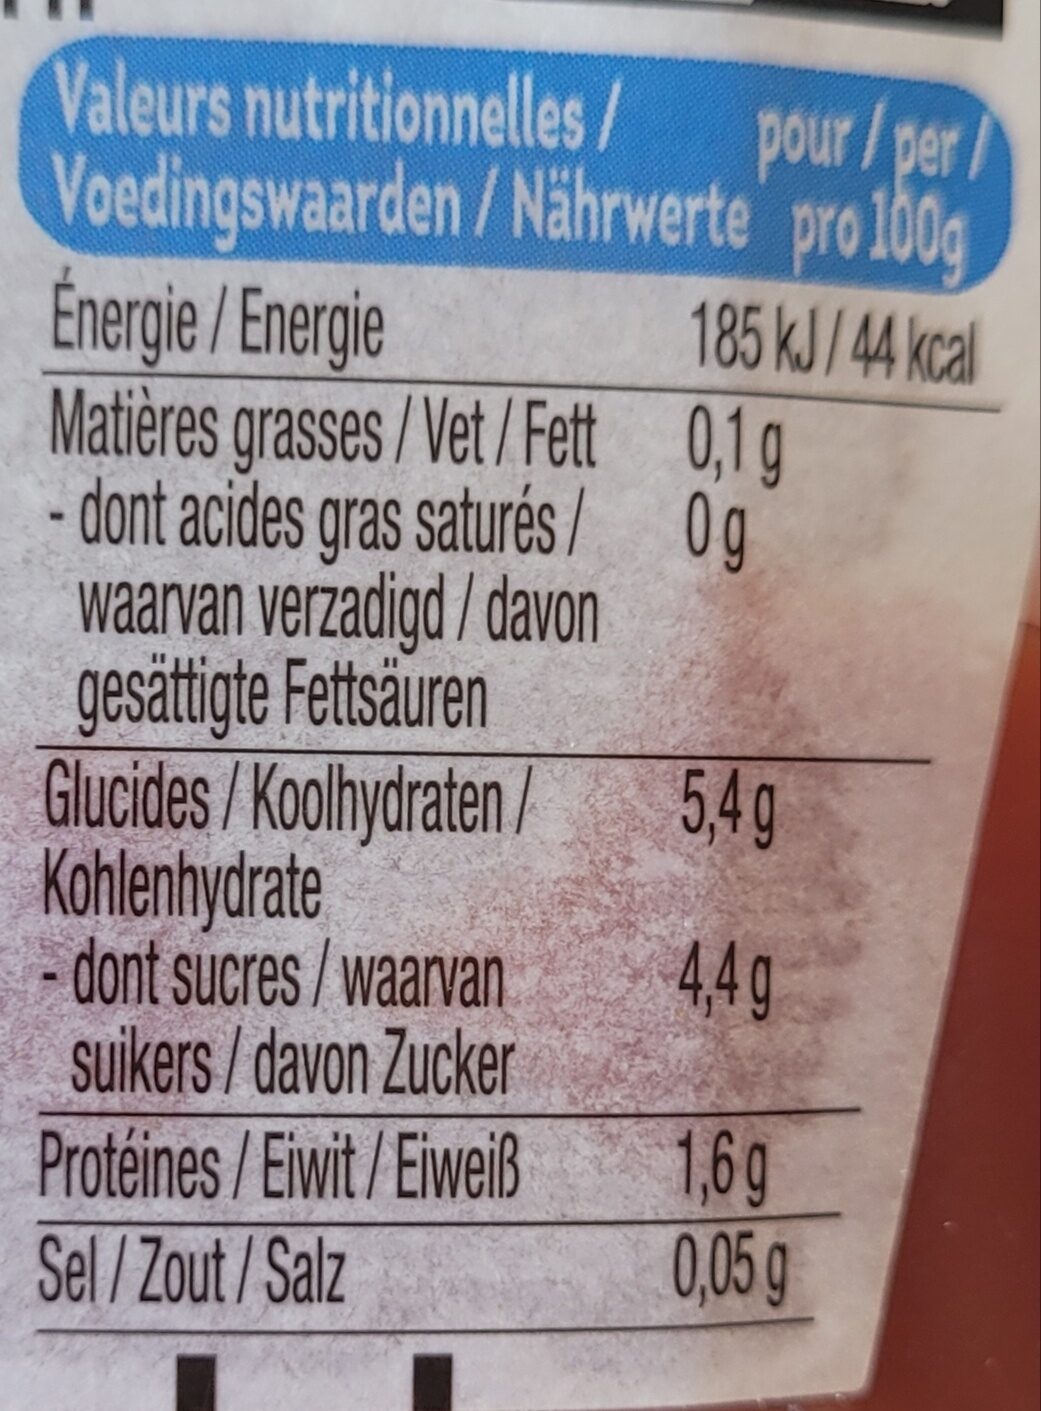 Valeurs nutritionnelles / pour / per /
Voedingswaarden / Nährwerte pro 100g
Énergie / Energie 185 kJ / 44 kcal
Matières grasses / Vet / Fett 0,1 g
- dont acides gras saturés / 0 g
waarvan verzadigd / davon
gesättigte Fettsäuren
Glucides / Koolhydraten / 5,4 g
Kohlenhydrate
- dont sucres / waarvan 4,4 g
suikers / davon Zucker
Protéines / Eiwit / Eiweiß 1,6 g
Sel / Zout / Salz 0,05 g